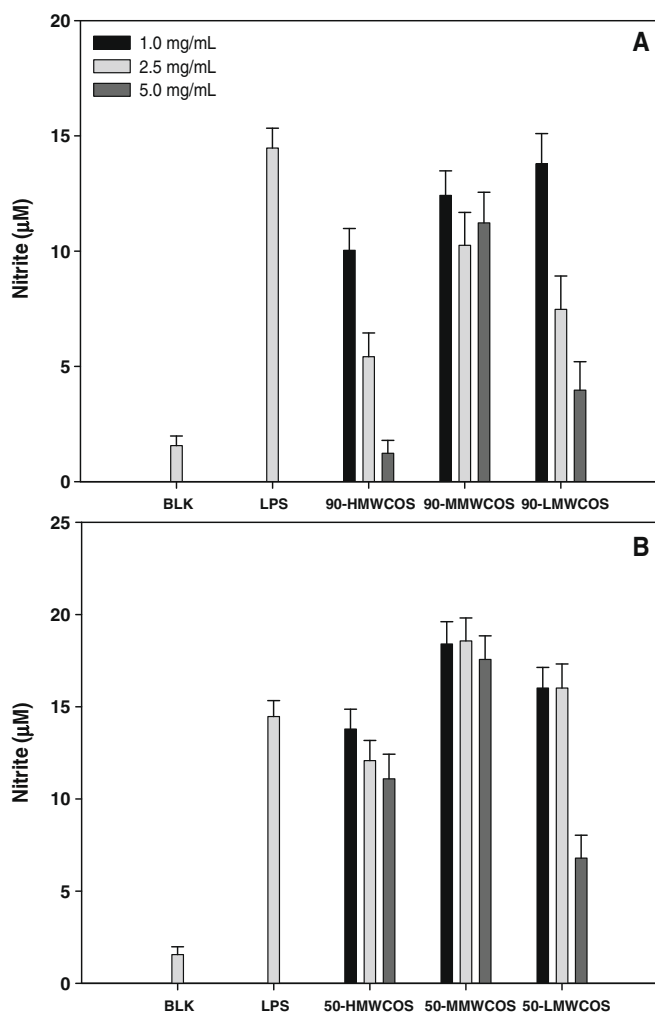 20
A
1.0 mg/mL
2.5 mg/mL
5.0 mg/mL
15
10
5
0
Nitrite (µM)
BLK LPS 90-HMWCOS 90-MMWCOS 90-LMWCOS
25
B
20
15
10
5
0
Nitrite (µM)
BLK LPS 50-HMWCOS 50-MMWCOS 50-LMWCOS